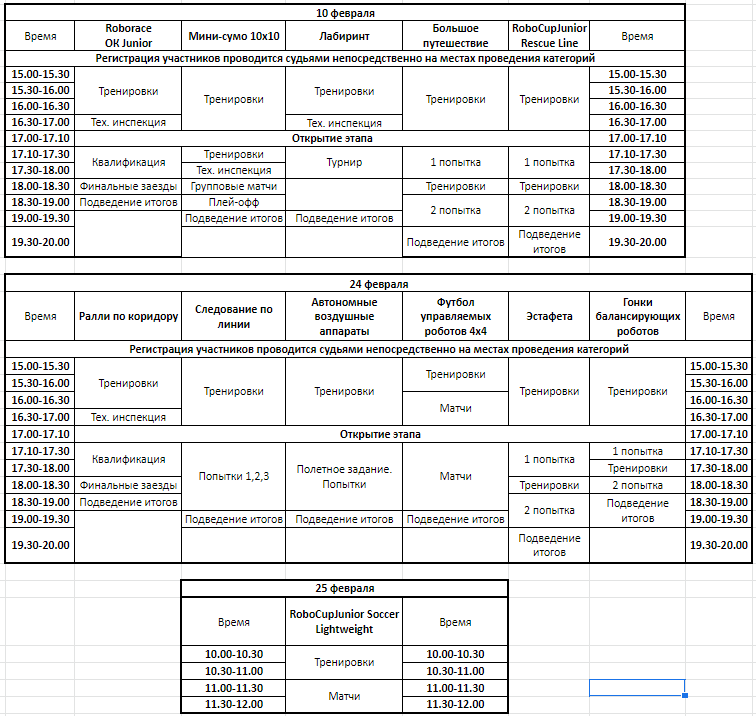 10 февраля
Время Roborace OK Junior Мини-сумо 10x10 Лабиринт Большое путешествие RoboCupJunior Rescue Line Время
Регистрация участников проводится судьями непосредственно на местах проведения категорий
15.00-15.30 Тренировки Тренировки Тренировки Тренировки Тренировки 15.00-15.30
15.30-16.00 15.30-16.00
16.00-16.30 16.00-16.30
16.30-17.00 Тех. инспекция Тех. инспекция 16.30-17.00
17.00-17.10 Открытие этапа 17.00-17.10
17.10-17.30 Квалификация Тренировки Турнир 1 попытка 1 попытка 17.10-17.30
17.30-18.00 Тех. инспекция 17.30-18.00
18.00-18.30 Финальные заезды Групповые матчи Тренировки Тренировки 18.00-18.30
18.30-19.00 Подведение итогов Плей-офф 2 попытка 2 попытка 18.30-19.00
19.00-19.30 Подведение итогов Подведение итогов 19.00-19.30
19.30-20.00 Подведение итогов Подведение итогов 19.30-20.00
24 февраля
Время Ралли по коридору Следование по линии Автономные воздушные аппараты Футбол управляемых роботов 4x4 Эстафета Гонки балансирующих роботов Время
Регистрация участников проводится судьями непосредственно на местах проведения категорий
15.00-15.30 Тренировки Тренировки Тренировки Тренировки Тренировки Тренировки 15.00-15.30
15.30-16.00 15.30-16.00
16.00-16.30 Матчи 16.00-16.30
16.30-17.00 Тех. инспекция 16.30-17.00
17.00-17.10 Открытие этапа 17.00-17.10
17.10-17.30 Квалификация Попытки 1,2,3 Полетное задание. Попытки Матчи 1 попытка 1 попытка 17.10-17.30
17.30-18.00 Тренировки 17.30-18.00
18.00-18.30 Финальные заезды Тренировки 2 попытка 18.00-18.30
18.30-19.00 Подведение итогов 2 попытка Подведение итогов 18.30-19.00
19.00-19.30 Подведение итогов Подведение итогов Подведение итогов 19.00-19.30
19.30-20.00 Подведение итогов 19.30-20.00
25 февраля
Время RoboCupJunior Soccer Lightweight Время
10.00-10.30 Тренировки 10.00-10.30
10.30-11.00 10.30-11.00
11.00-11.30 Матчи 11.00-11.30
11.30-12.00 11.30-12.00